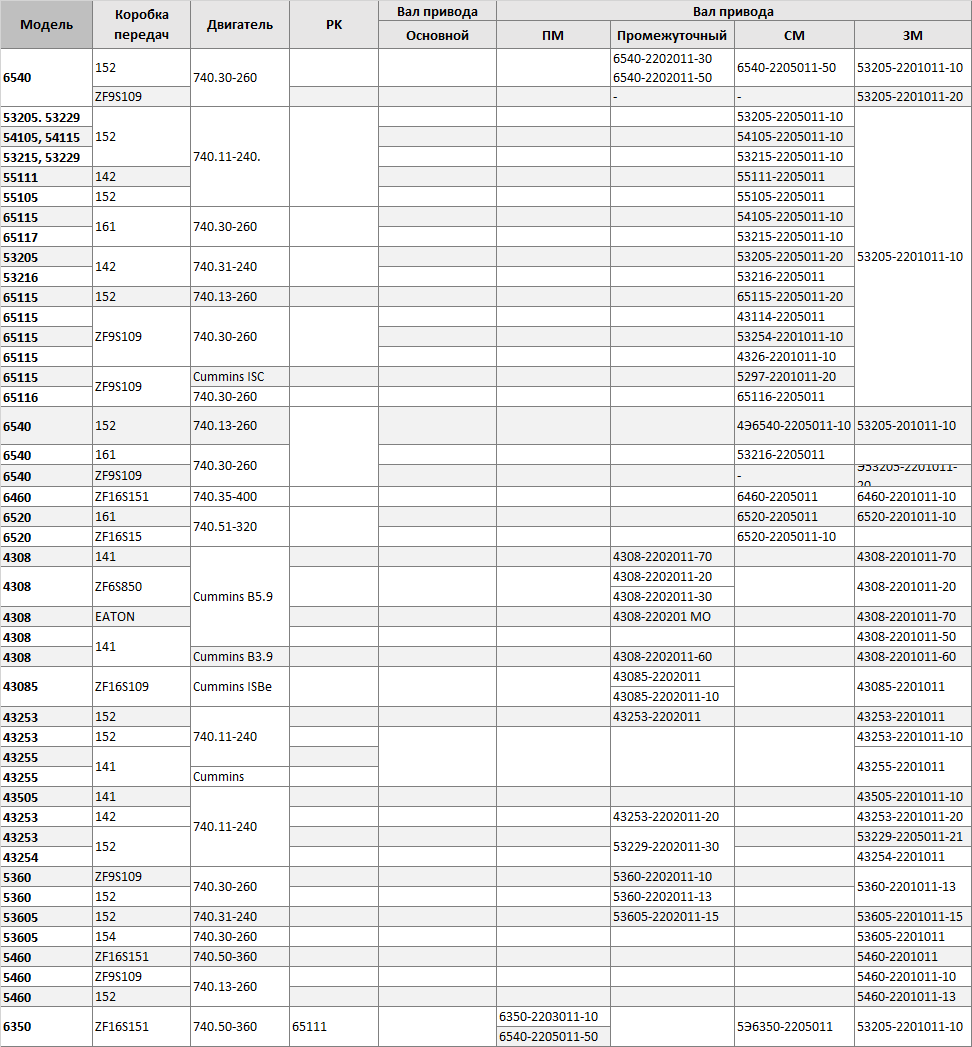 Модель Коробка передач Двигатель РК Вал привода Вал привода
Основной ПМ Промежуточный СМ ЗМ
6540 152 740.30-260 6540-2202011-30 6540-2205011-50 53205-2201011-10
6540-2202011-50
ZF9S109 - - 53205-2201011-20
53205. 53229 152 740.11-240. 53205-2205011-10 53205-2201011-10
54105, 54115 54105-2205011-10
53215, 53229 53215-2205011-10
55111 142 55111-2205011
55105 152 55105-2205011
65115 161 740.30-260 54105-2205011-10
65117 53215-2205011-10
53205 142 740.31-240 53205-2205011-20
53216 53216-2205011
65115 152 740.13-260 65115-2205011-20
65115 ZF9S109 740.30-260 43114-2205011
65115 53254-2201011-10
65115 4326-2201011-10
65115 ZF9S109 Cummins ISC 5297-2201011-20
65116 740.30-260 65116-2205011
6540 152 740.13-260 4Э6540-2205011-10 53205-201011-10
6540 161 740.30-260 53216-2205011
6540 ZF9S109 - Э53205-2201011-20
6460 ZF16S151 740.35-400 6460-2205011 6460-2201011-10
6520 161 740.51-320 6520-2205011 6520-2201011-10
6520 ZF16S15 6520-2205011-10
4308 141 Cummins B5.9 4308-2202011-70 4308-2201011-70
4308 ZF6S850 4308-2202011-20 4308-2201011-20
4308-2202011-30
4308 EATON 4308-220201 МО 4308-2201011-70
4308 141 4308-2201011-50
4308 Cummins B3.9 4308-2202011-60 4308-2201011-60
43085 ZF16S109 Cummins ISBe 43085-2202011 43085-2201011
43085-2202011-10
43253 152 740.11-240 43253-2202011 43253-2201011
43253 152 43253-2201011-10
43255 141 43255-2201011
43255 Cummins
43505 141 740.11-240 43505-2201011-10
43253 142 43253-2202011-20 43253-2201011-20
43253 152 53229-2202011-30 53229-2205011-21
43254 43254-2201011
5360 ZF9S109 740.30-260 5360-2202011-10 5360-2201011-13
5360 152 5360-2202011-13
53605 152 740.31-240 53605-2202011-15 53605-2201011-15
53605 154 740.30-260 53605-2201011
5460 ZF16S151 740.50-360 5460-2201011
5460 ZF9S109 740.13-260 5460-2201011-10
5460 152 5460-2201011-13
6350 ZF16S151 740.50-360 65111 6350-2203011-10 5Э6350-2205011 53205-2201011-10
6540-2205011-50